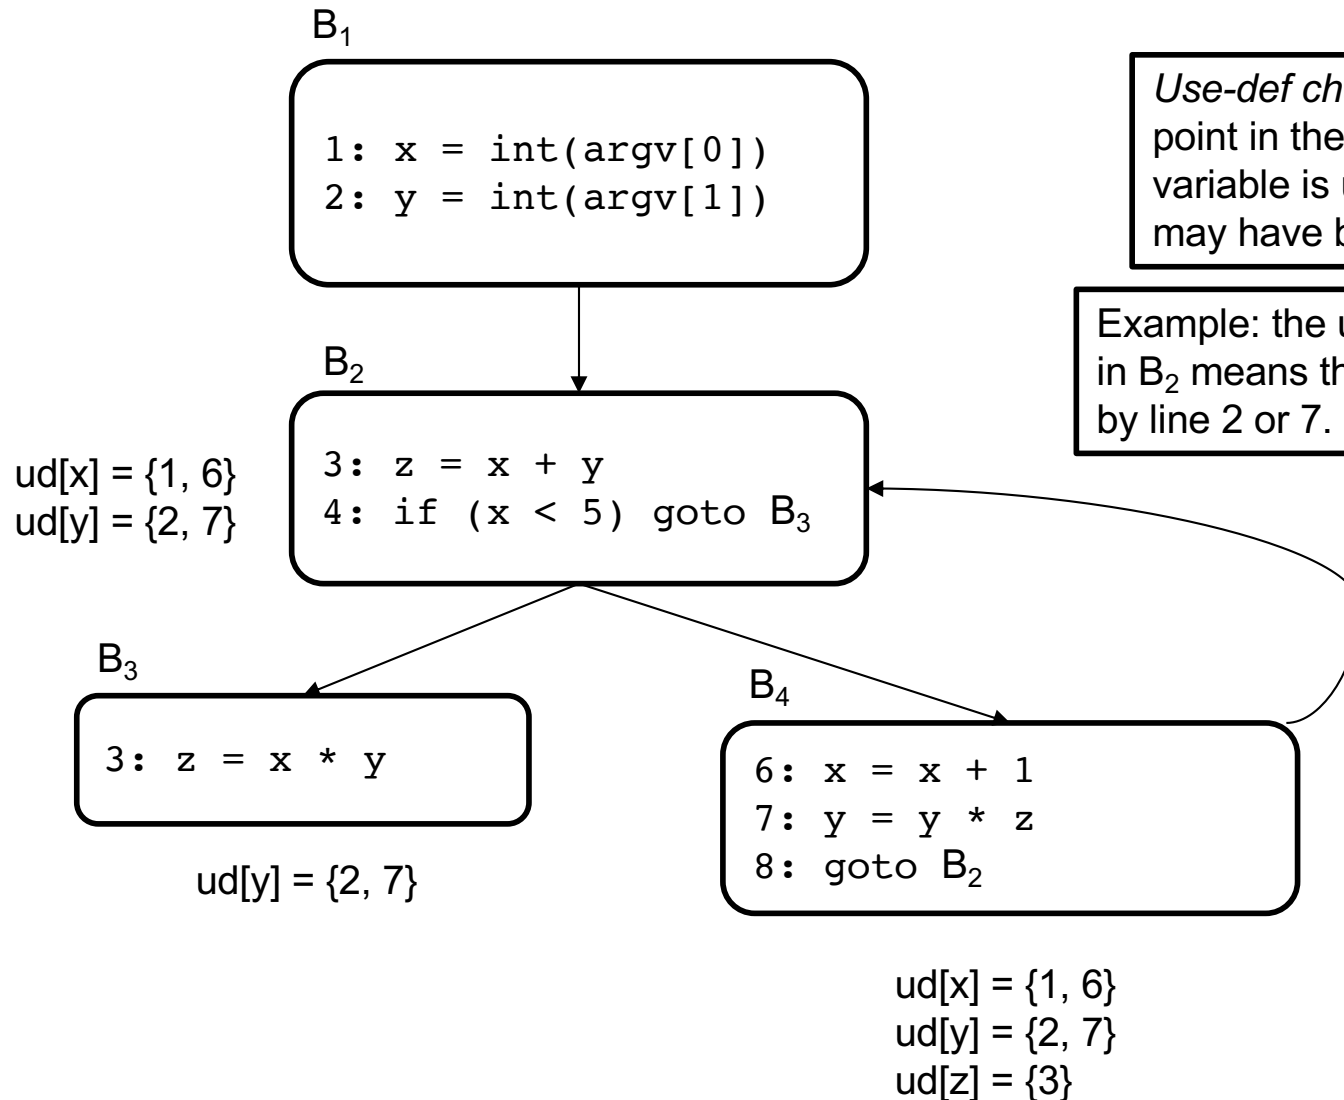 B₁
1: x = int(argv[0])
2: y = int(argv[1])
Use-def ch
point in the
variable is
may have b
Example: the
in B₂ means th
by line 2 or 7.
B₂
3: z = x + y
4: if (x < 5) goto B₃
ud[x] = {1, 6}
ud[y] = {2, 7}
B₃
3: z = x * y
ud[y] = {2, 7}
B₄
6: x = x + 1
7: y = y * z
8: goto B₂
ud[x] = {1, 6}
ud[y] = {2, 7}
ud[z] = {3}